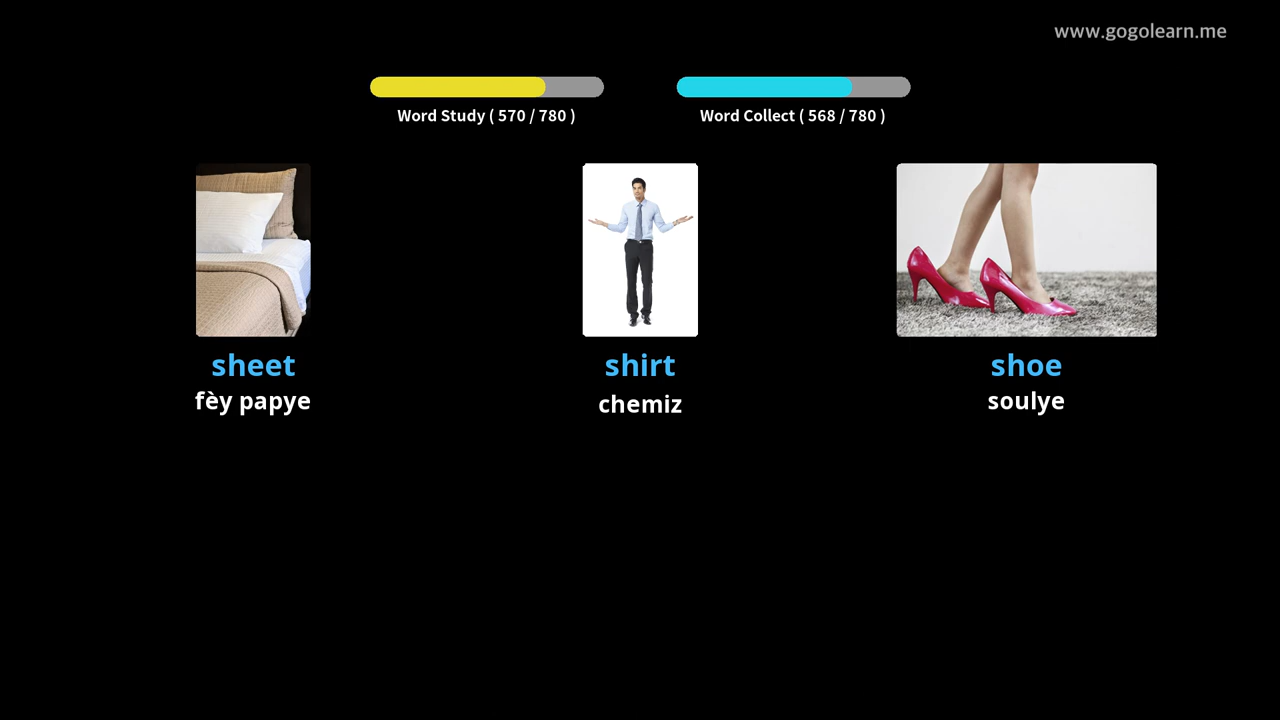 www.gogolearn.me
Word Study ( 570 / 780 )
Word Collect ( 568 / 780 )
sheet
fèy papye
shirt
chemiz
shoe
soulye